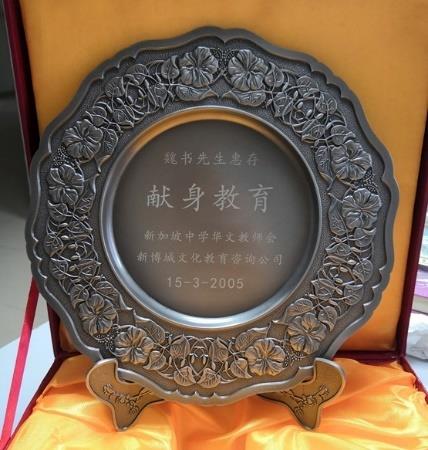 魏书先生惠存
献身教育
新加坡中学华文教师会
新博城文化教育咨询公司
15-3-2005